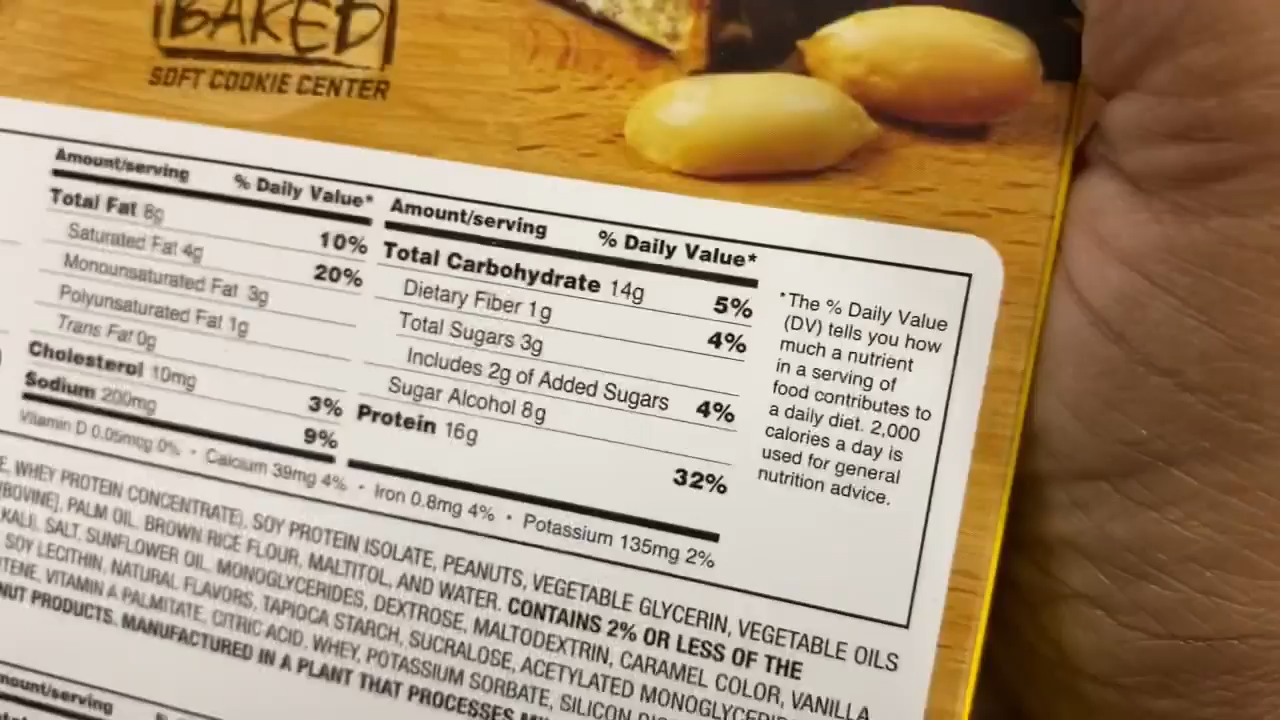 BAKED
SOFT COOKIE CENTER
Amount/serving % Daily Value*
Total Fat 8g 10%
Saturated Fat 4g 20%
Monounsaturated Fat 3g
Polyunsaturated Fat 1g
Trans Fat 0g
Cholesterol 10mg 3%
Sodium 200mg 9%
Amount/serving % Daily Value*
Total Carbohydrate 14g 5%
Dietary Fiber 1g 4%
Total Sugars 3g
Includes 2g of Added Sugars 4%
Sugar Alcohol 8g
Protein 16g 32%
Vitamin D 0.05mcg 0% • Calcium 39mg 4% • Iron 0.8mg 4% • Potassium 135mg 2%
*The % Daily Value
(DV) tells you how
much a nutrient
in a serving of
food contributes to
a daily diet. 2,000
calories a day is
used for general
nutrition advice.
WHEY PROTEIN CONCENTRATE), SOY PROTEIN ISOLATE, PEANUTS, VEGETABLE GLYCERIN, VEGETABLE OILS
[BOVINE], PALM OIL, BROWN RICE FLOUR, MALTITOL, AND WATER. CONTAINS 2% OR LESS OF THE
SALT, SUNFLOWER OIL, MONOGLYCERIDES, DEXTROSE, MALTODEXTRIN, CARAMEL COLOR, VANILLA
SOY LECITHIN, NATURAL FLAVORS, TAPIOCA STARCH, SUCRALOSE, ACETYLATED
VITAMIN A PALMITATE, CITRIC ACID, WHEY, POTASSIUM SORBATE, SILICON
NUT PRODUCTS. MANUFACTURED IN A PLANT THAT PROCESSES